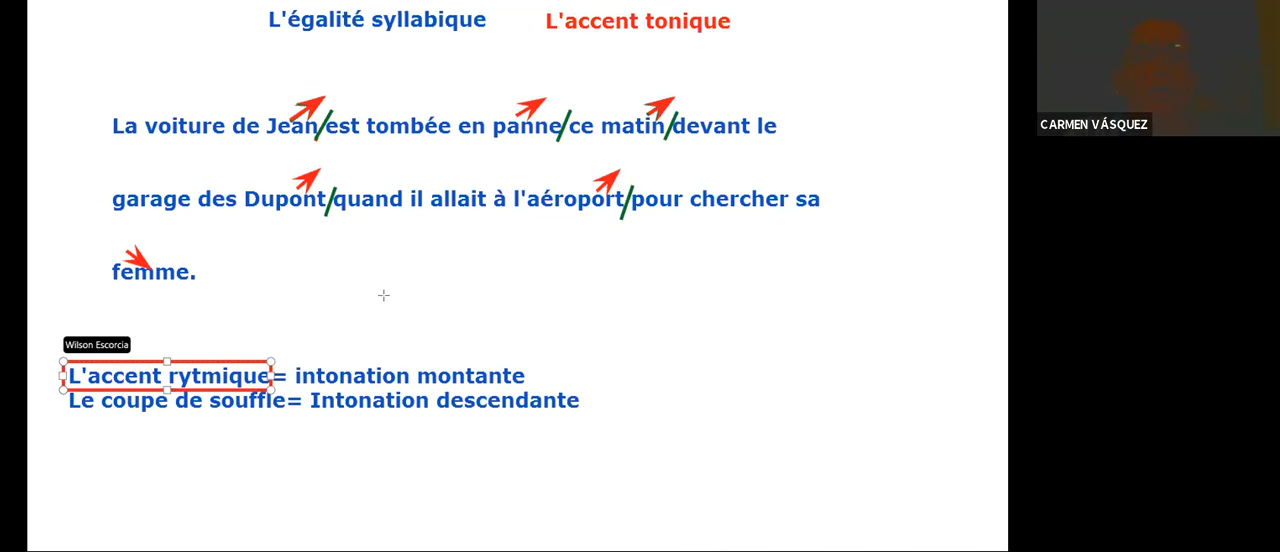 L'égalité syllabique L'accent tonique
La voiture de Jean/est tombée en panne/ce matin/devant le
garage des Dupont/quand il allait à l'aéroport/pour chercher sa
femme.
Wilson Escorcia
L'accent rytmique= intonation montante
Le coupe de souffle= Intonation descendante
CARMEN VÁSQUEZ